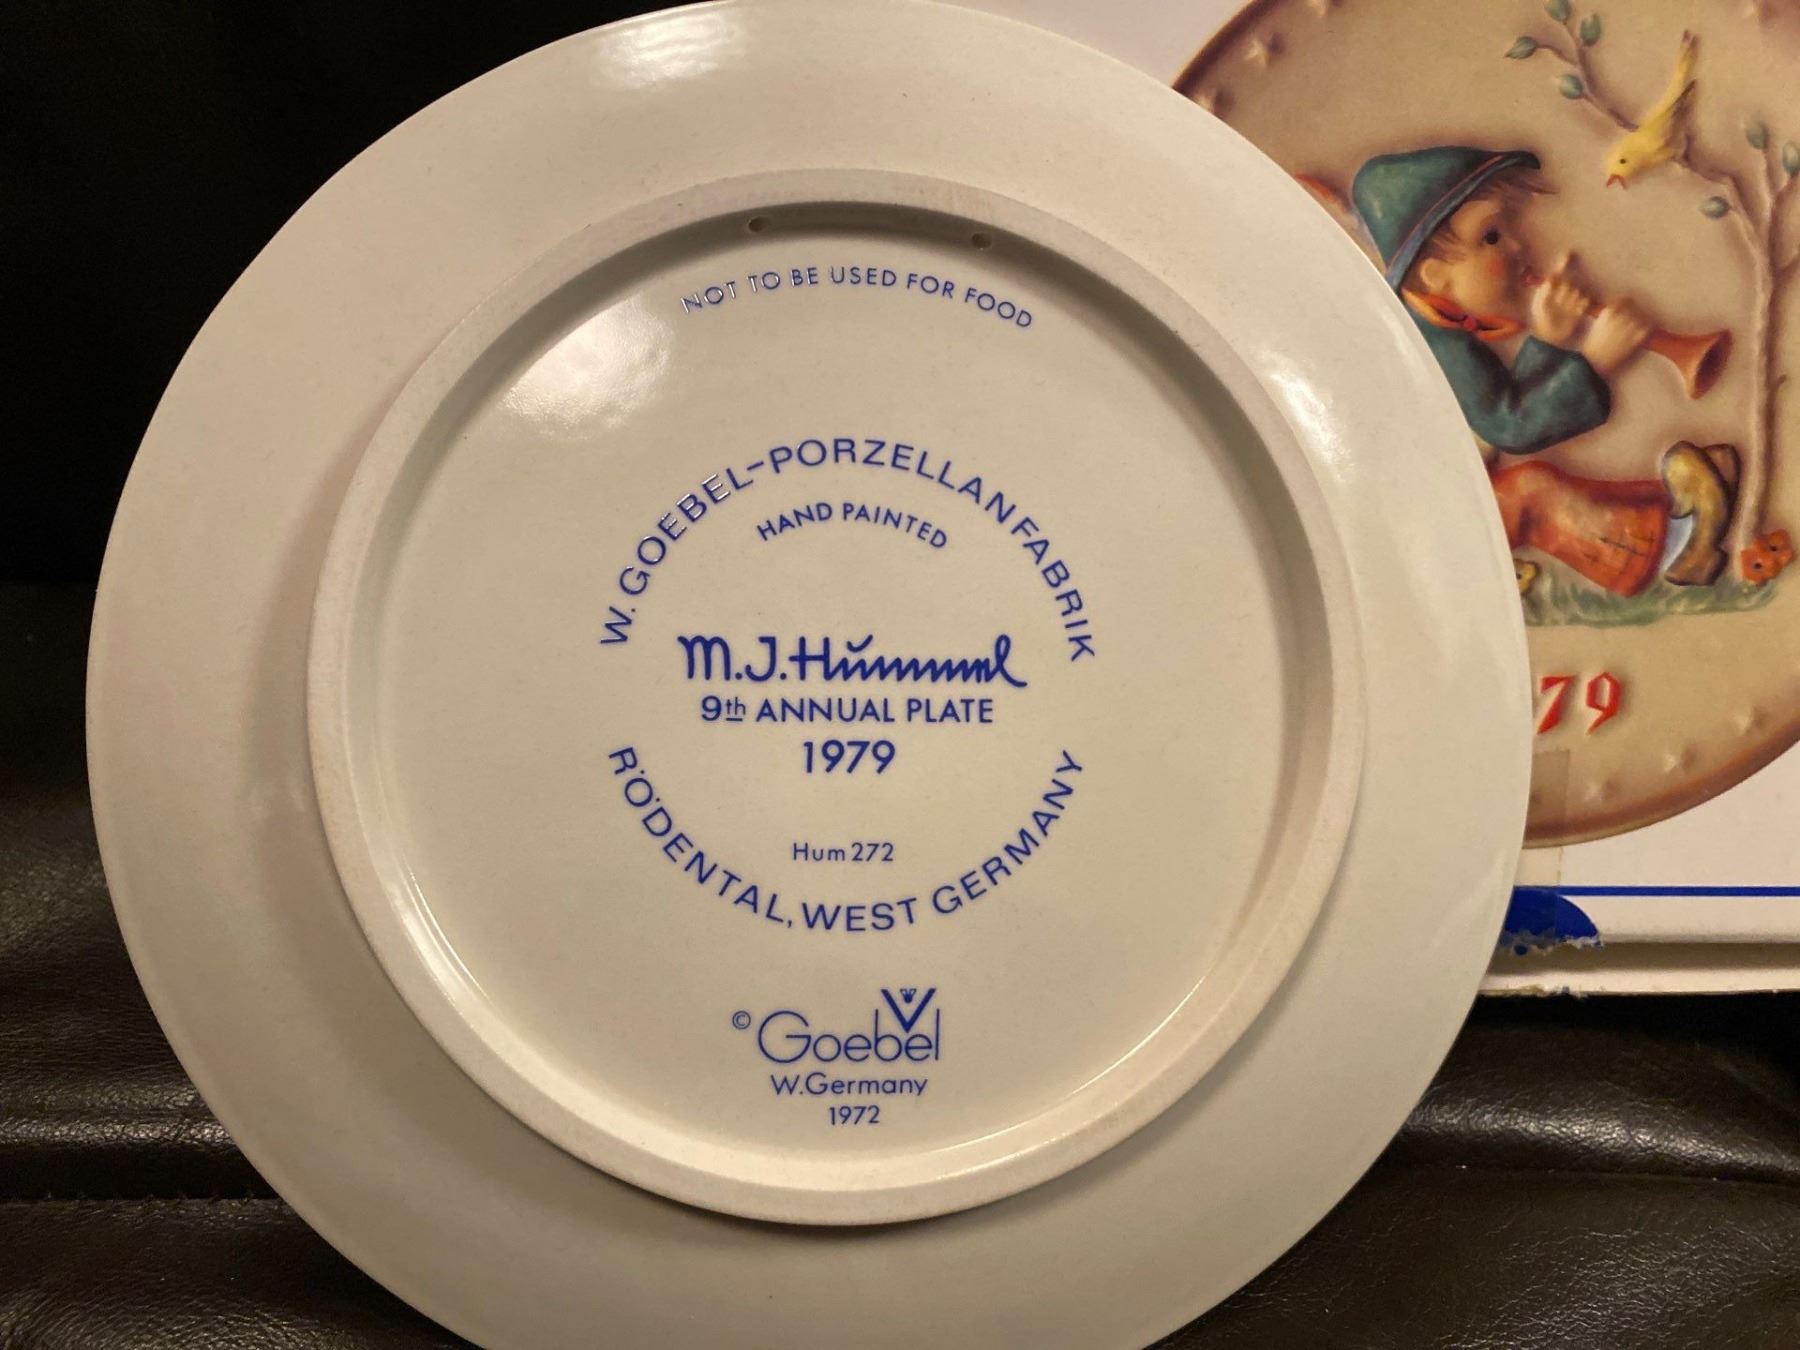 NOT TO BE USED FOR FOOD
W. GOEBEL-PORZELLANFABRIK
HAND PAINTED
M.J.Hummel
9th ANNUAL PLATE
1979
Hum 272
RÖDENTAL, WEST GERMANY
© Goebel
W.Germany
1972
79